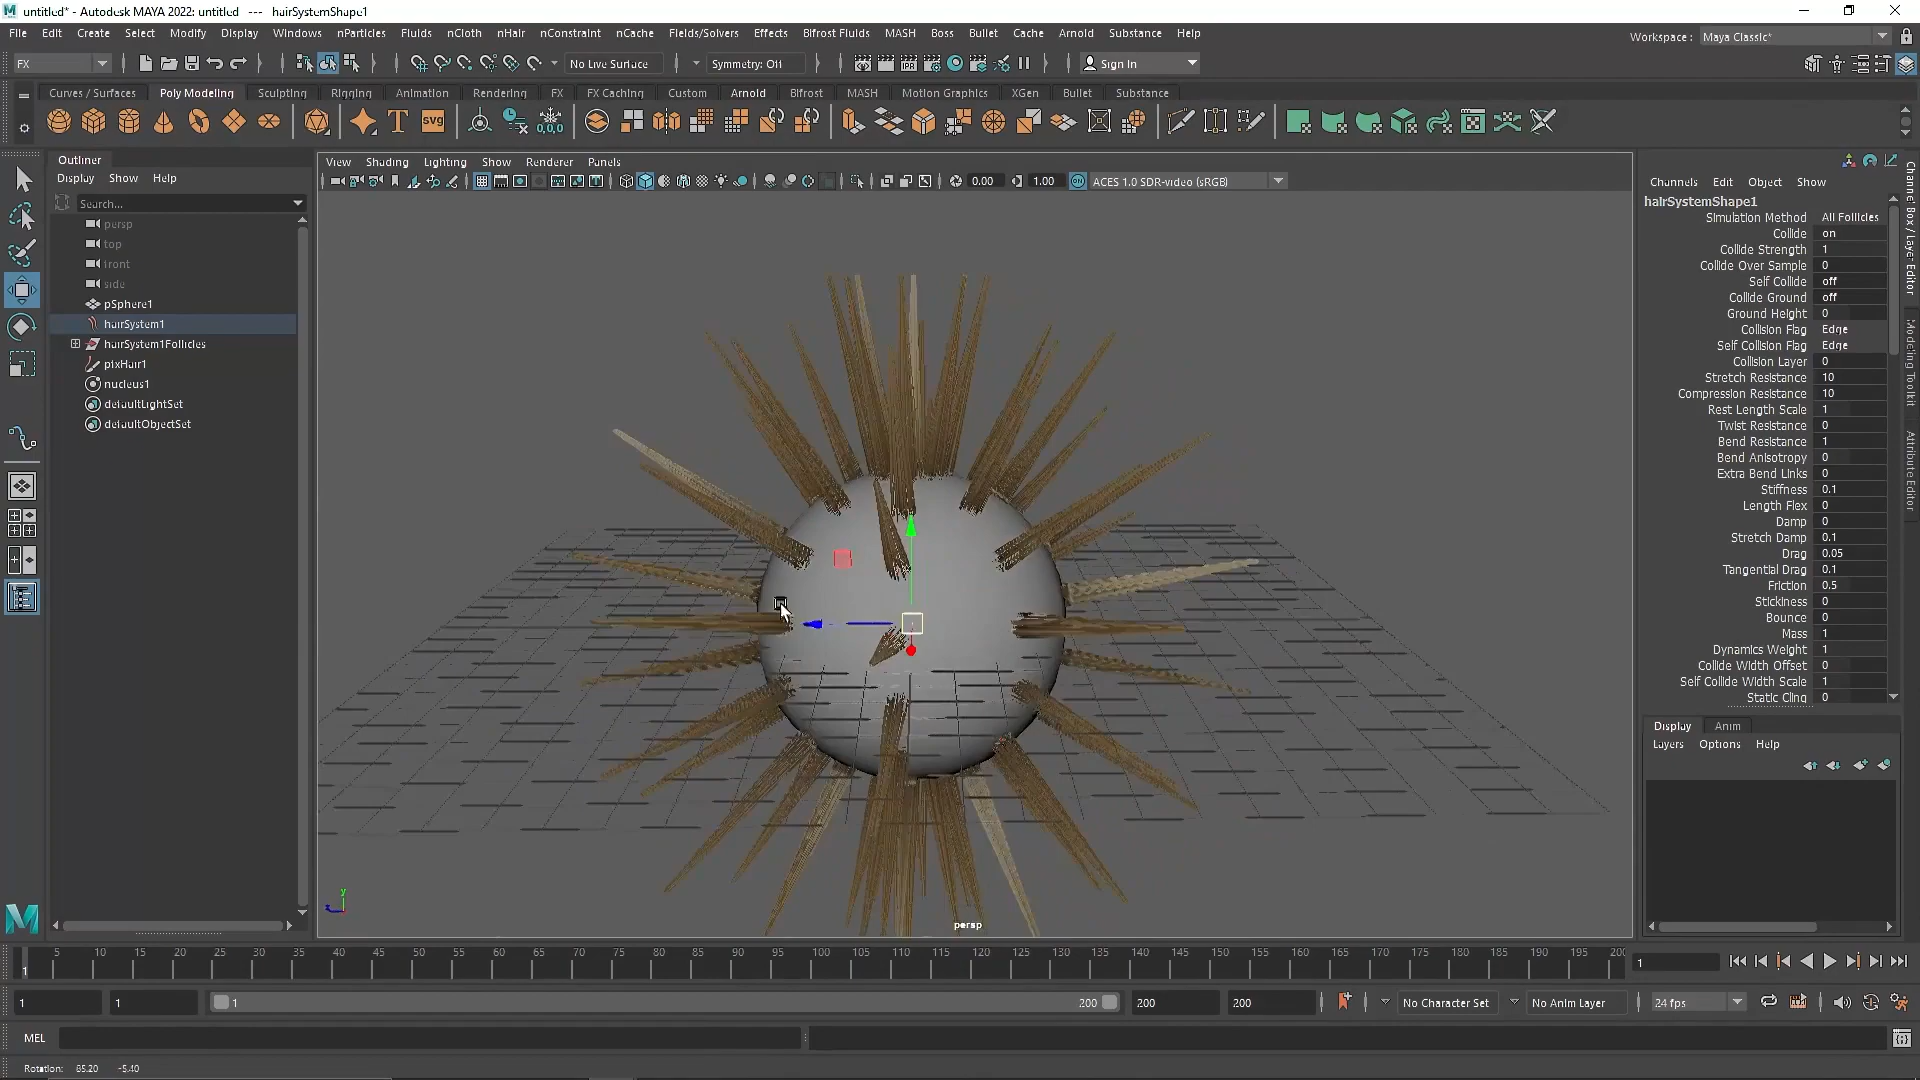 untitled* - Autodesk MAYA 2022: untitled --- hairSystemShape1
File Edit Create Select Modify Display Windows nParticles Fluids nCloth nHair nConstraint nCache Fields/Solvers Effects Bifrost Fluids MASH Boss Bullet Cache Arnold Substance Help
Workspace : Maya Classic*
FX No Live Surface Symmetry: Off Sign In
Curves / Surfaces Poly Modeling Sculpting Rigging Animation Rendering FX FX Caching Custom Arnold Bifrost MASH Motion Graphics XGen Bullet Substance
T SVG 0,0,0
Outliner
Display Show Help
Search...
persp
top
front
side
pSphere1
hairSystem1
hairSystem1Follicles
pfxHair1
nucleus1
defaultLightSet
defaultObjectSet
View Shading Lighting Show Renderer Panels
0.00 1.00 ACES 1.0 SDR-video (sRGB)
y
persp
Channels Edit Object Show
hairSystemShape1
Simulation Method All Follicles
Collide on
Collide Strength 1
Collide Over Sample 0
Self Collide off
Collide Ground off
Ground Height 0
Collision Flag Edge
Self Collision Flag Edge
Collision Layer 0
Stretch Resistance 10
Compression Resistance 10
Rest Length Scale 1
Twist Resistance 0
Bend Resistance 1
Bend Anisotropy 0
Extra Bend Links 0
Stiffness 0.1
Length Flex 0
Damp 0
Stretch Damp 0.1
Drag 0.05
Tangential Drag 0.1
Friction 0.5
Stickiness 0
Bounce 0
Mass 1
Dynamics Weight 1
Collide Width Offset 0
Self Collide Width Scale 1
Static Cling 0
Channel Box / Layer Editor
Modeling Toolkit
Attribute Editor
Display Anim
Layers Options Help
1 5 10 15 20 25 30 35 40 45 50 55 60 65 70 75 80 85 90 95 100 105 110 115 120 125 130 135 140 145 150 155 160 165 170 175 180 185 190 195 200 1
1 1 1 200 200 200 No Character Set No Anim Layer 24 fps
MEL
Rotation: 65.20 -5.40